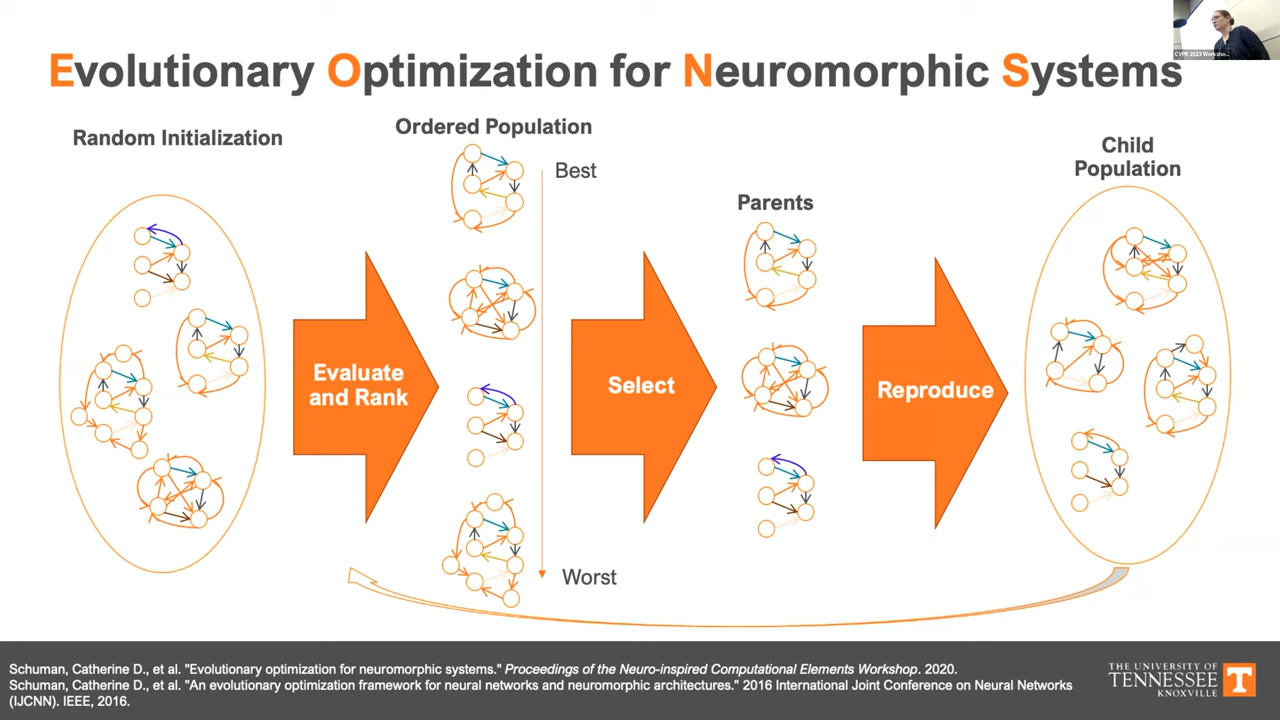 CVPR 2023 Worksho...
Evolutionary Optimization for Neuromorphic Systems
Random Initialization
Ordered Population
Best
Worst
Parents
Child
Population
Evaluate
and Rank
Select
Reproduce
Schuman, Catherine D., et al. "Evolutionary optimization for neuromorphic systems." Proceedings of the Neuro-inspired Computational Elements Workshop. 2020.
Schuman, Catherine D., et al. "An evolutionary optimization framework for neural networks and neuromorphic architectures." 2016 International Joint Conference on Neural Networks
(IJCNN). IEEE, 2016.
THE UNIVERSITY OF
TENNESSEE
KNOXVILLE
T